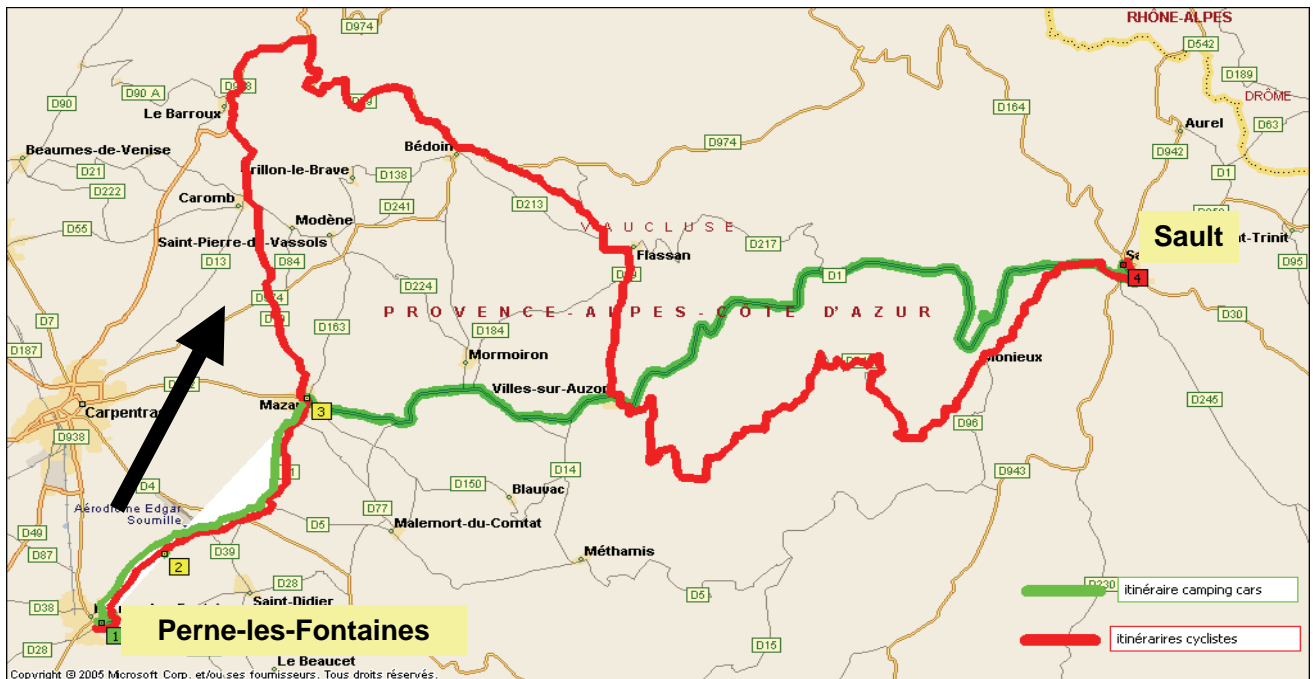 RHÔNE-ALPES
D974
D542
D90 A
D90
D189
Le Barroux
D164
DRÔME
Aurel
D63
Beaumes-de-Venise
Bédoin
D974
D942
D21
D138
D1
D222
Caromb
D241
D213
D55
Modène
VAUCLUSE
Saint-Pierre-de-Vassols
Flassan
D217
Sault
D95
D13
D84
D1
D224
PROVENCE-ALPES-CÔTE D'AZUR
D7
D163
D184
D30
D187
Mormoiron
Monieux
Villes-sur-Auzon
4
Carpentras
Mazan
3
D245
D938
D96
D14
D943
D4
D150
Blauvac
Aérodrome Edgar
Soumille
D77
D5
Malemort-du-Comtat
D49
D39
D87
Méthamis
2
D28
D230
itinéraire camping cars
D38
Saint-Didier
D5
1
Perne-les-Fontaines
D15
itinérarires cyclistes
D28
Le Beaucet
Copyright © 2005 Microsoft Corp. et/ou ses fournisseurs. Tous droits réservés.